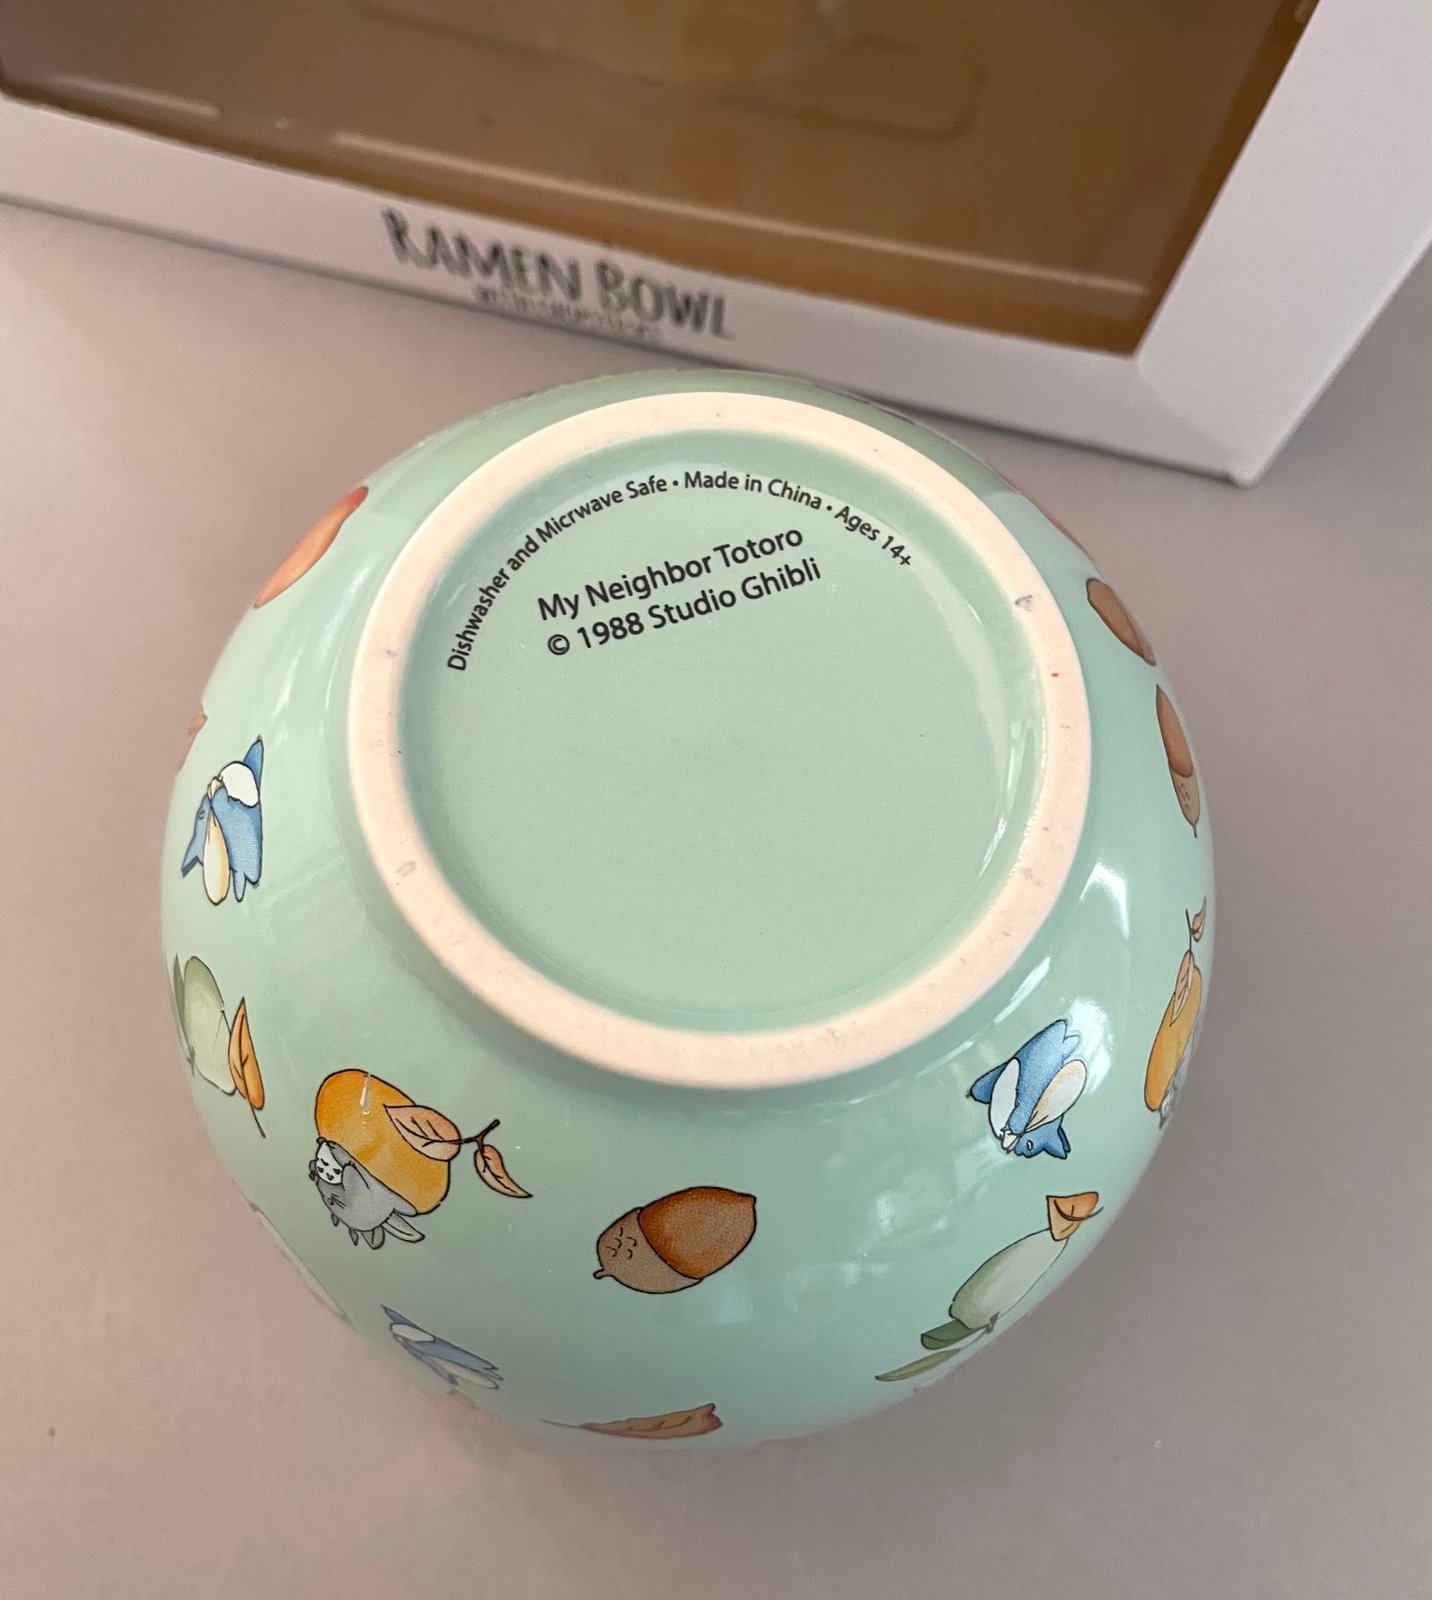 RAMEN BOWL
Dishwasher and Micrwave Safe • Made in China • Ages 14+
My Neighbor Totoro
© 1988 Studio Ghibli